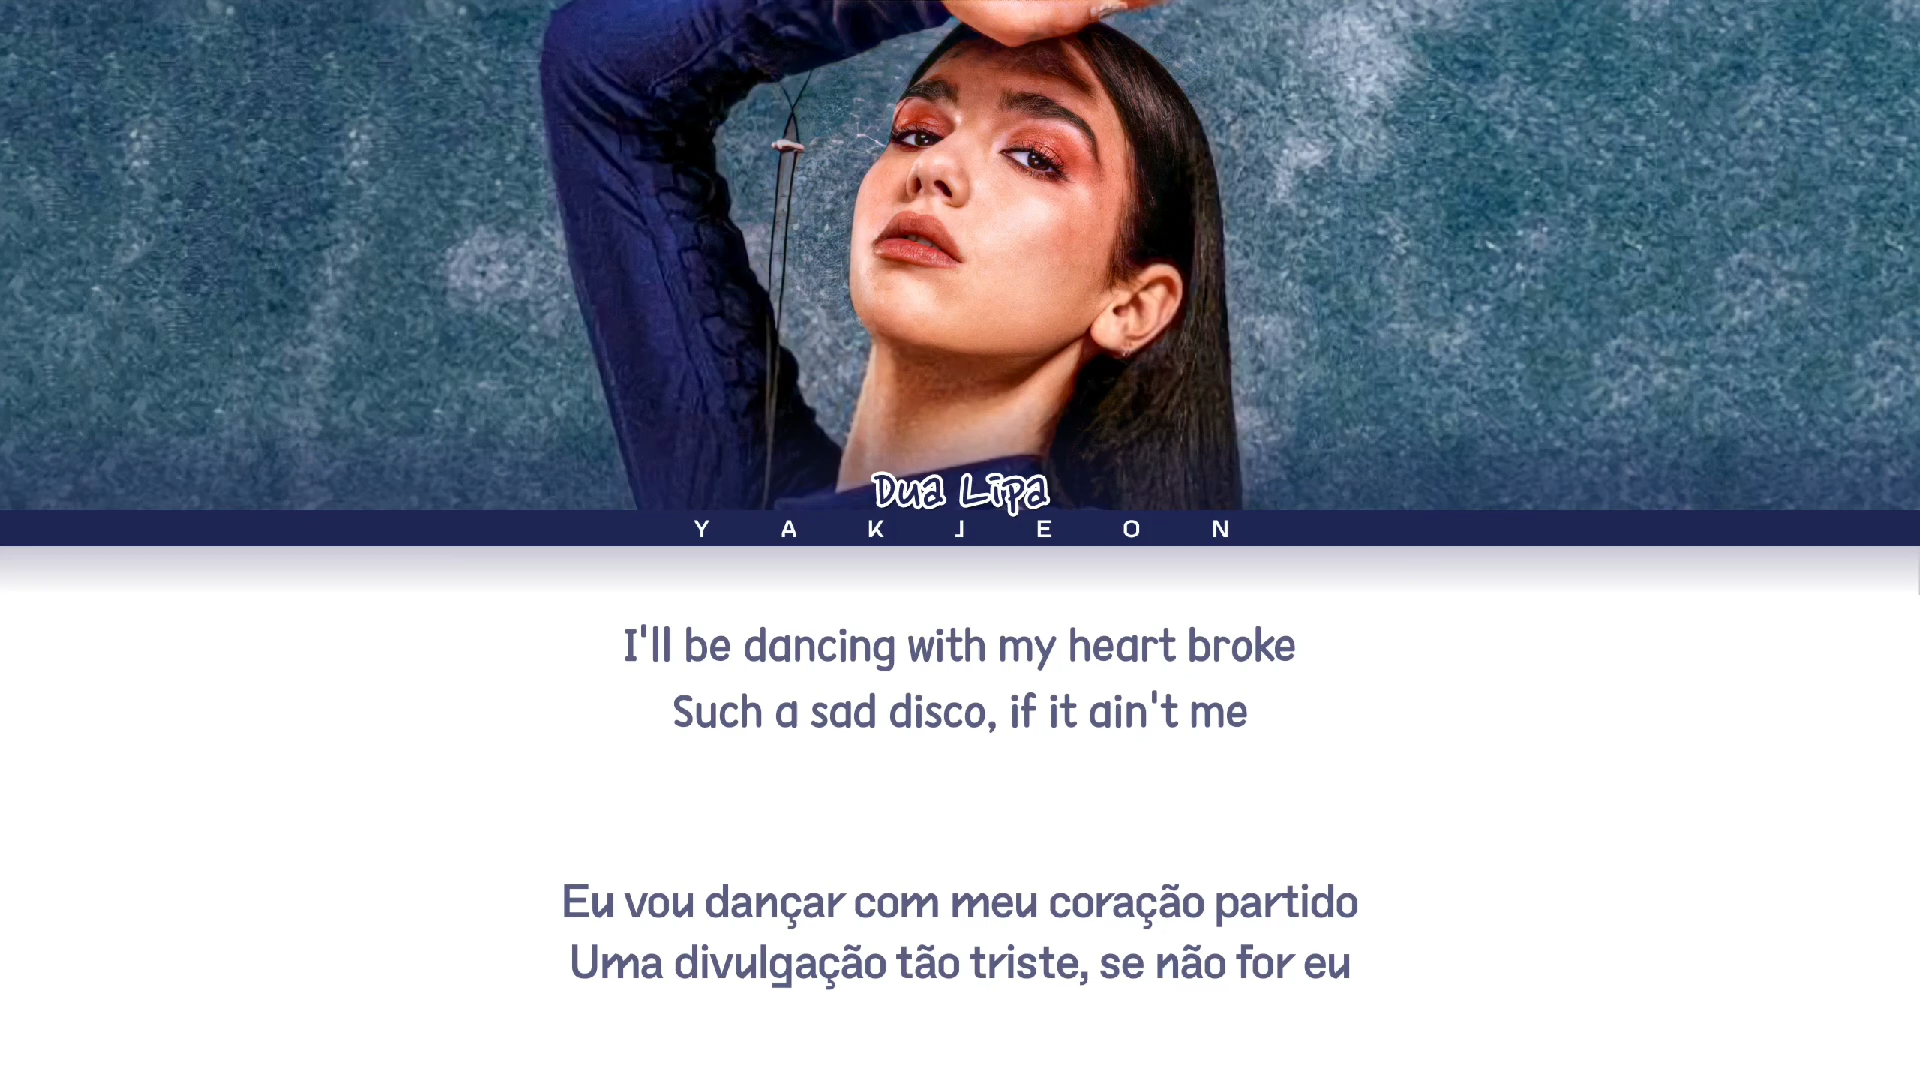 Dua Lipa
YAKJEON
I'll be dancing with my heart broke
Such a sad disco, if it ain't me
Eu vou dançar com meu coração partido
Uma divulgação tão triste, se não for eu